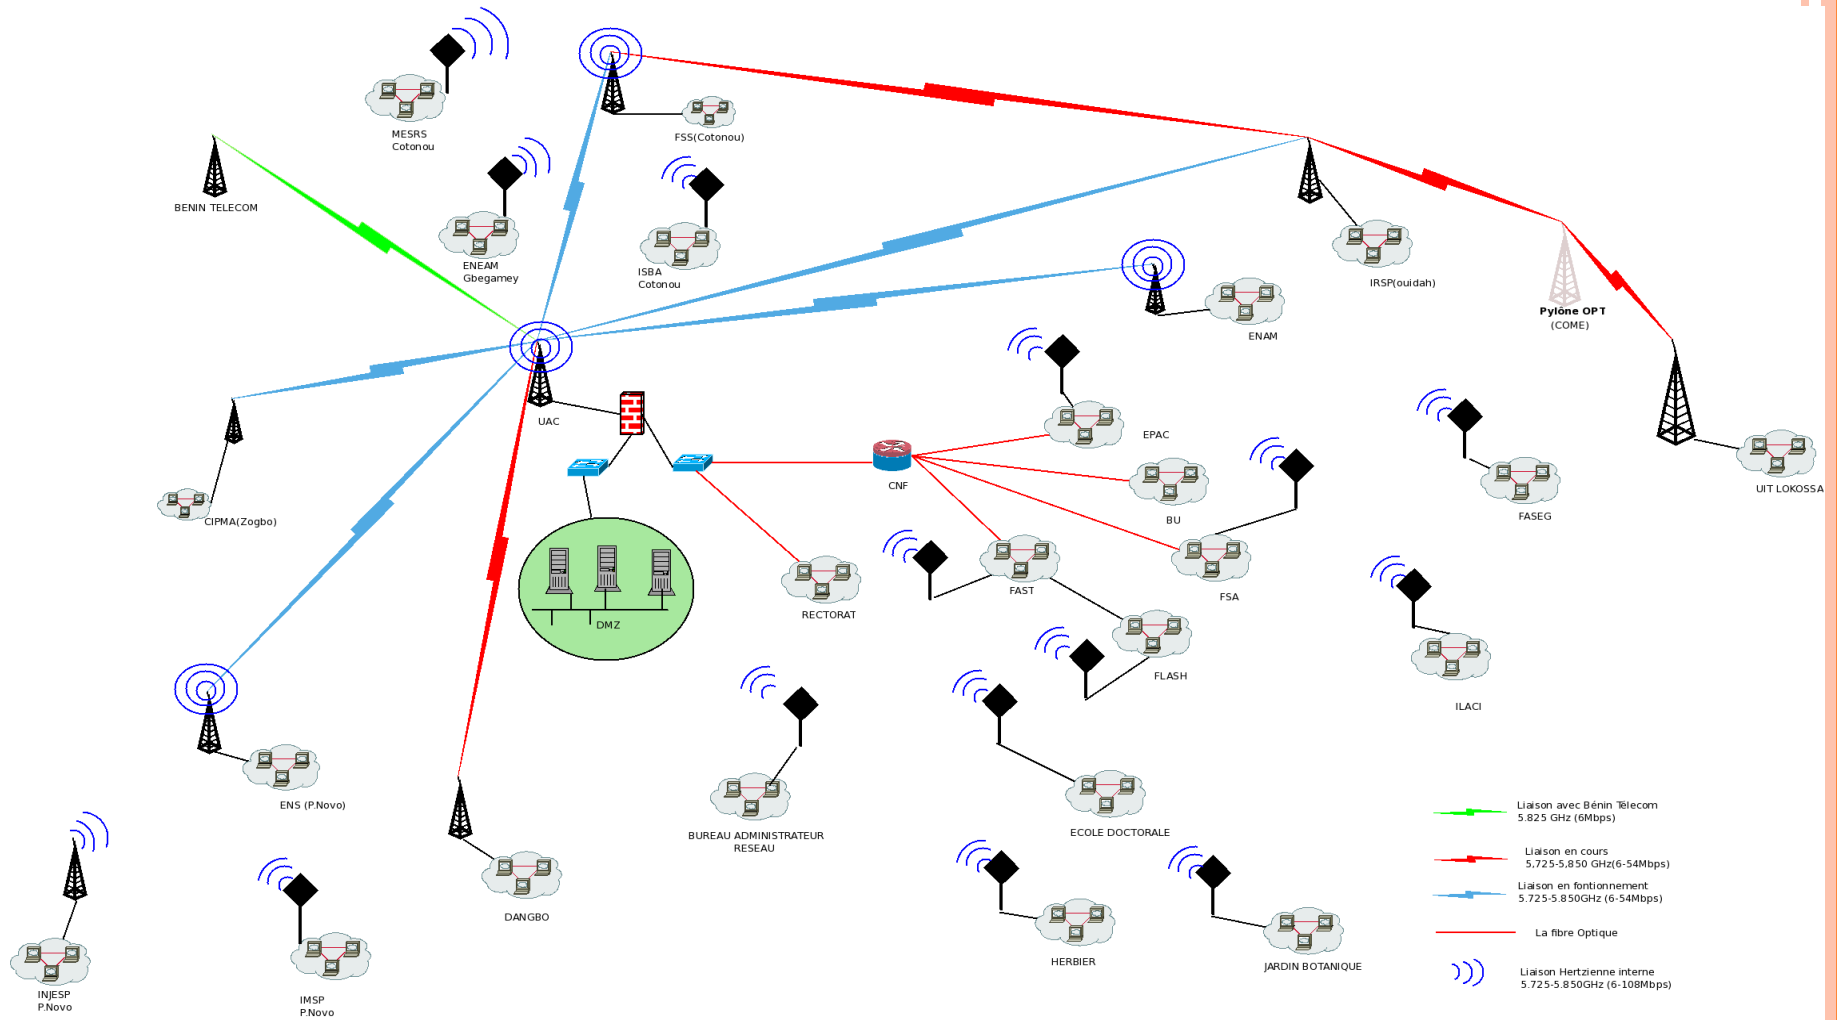 MESRS
Cotonou
FSS(Cotonou)
BENIN TELECOM
ENEAM
Gbegamey
ISBA
Cotonou
IRSP(ouidah)
Pylône OPT
(COME)
ENAM
UAC
EPAC
CNF
BU
FASEG
UIT LOKOSSA
CIPMA(Zogbo)
FAST
FSA
RECTORAT
DMZ
FLASH
ILACI
ENS (P.Novo)
BUREAU ADMINISTRATEUR
RESEAU
ECOLE DOCTORALE
DANGBO
HERBIER
JARDIN BOTANIQUE
INJESP
P.Novo
IMSP
P.Novo
Liaison avec Bénin Télecom
5.825 GHz (6Mbps)
Liaison en cours
5,725-5,850 GHz(6-54Mbps)
Liaison en fontionnement
5.725-5.850GHz (6-54Mbps)
La fibre Optique
Liaison Hertzienne interne
5.725-5.850GHz (6-108Mbps)